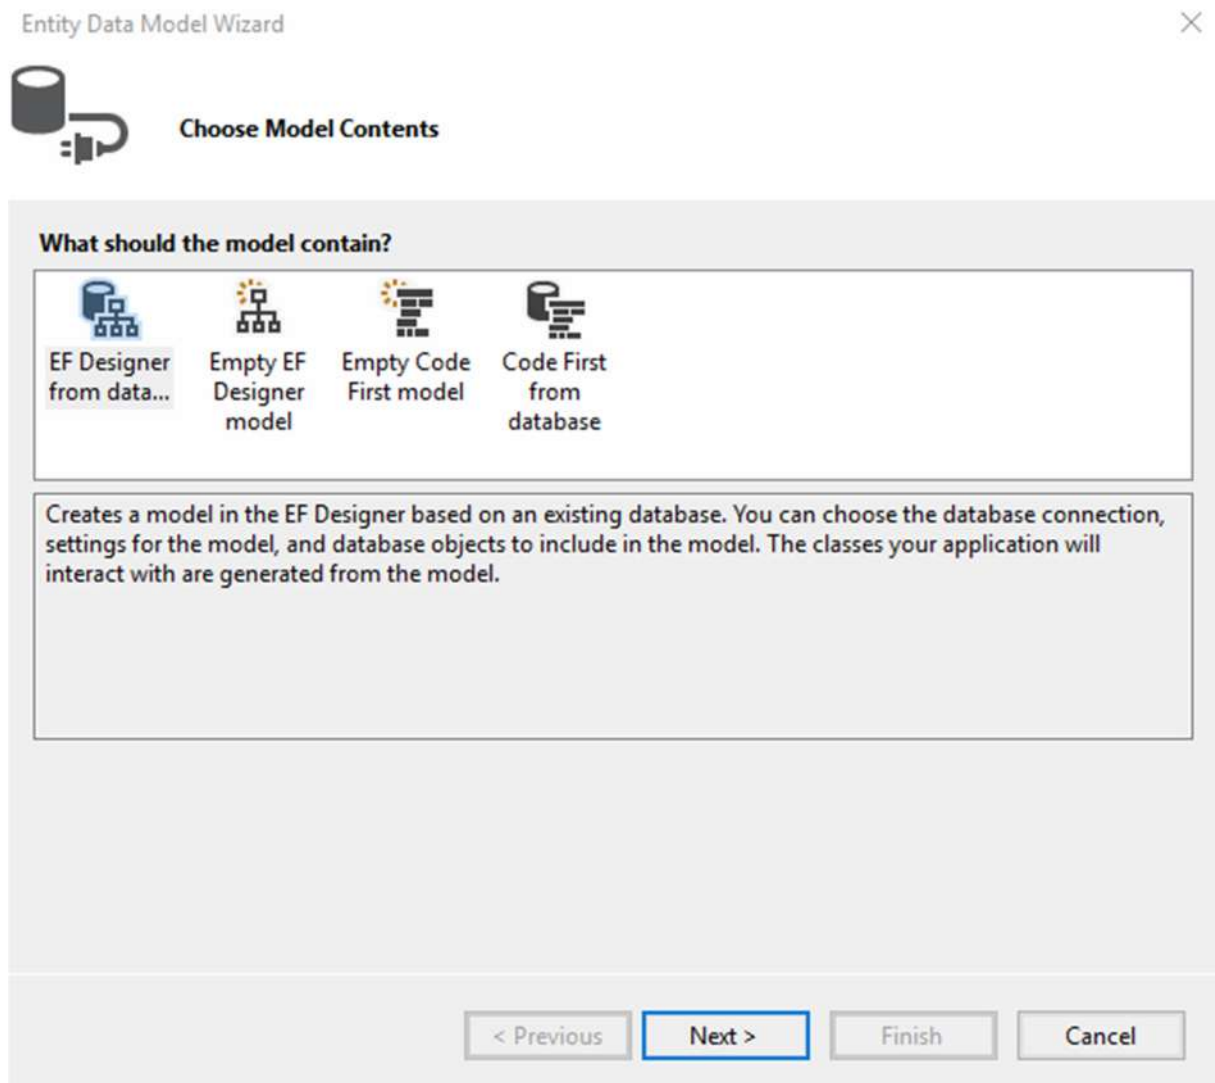 Entity Data Model Wizard
Choose Model Contents
What should the model contain?
EF Designer
from data...
Empty EF
Designer
model
Empty Code
First model
Code First
from
database
Creates a model in the EF Designer based on an existing database. You can choose the database connection,
settings for the model, and database objects to include in the model. The classes your application will
interact with are generated from the model.
< Previous
Next >
Finish
Cancel